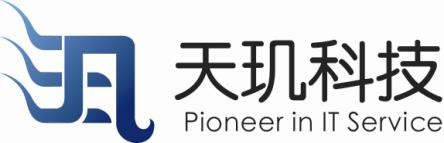 天玑科技
Pioneer in IT Service